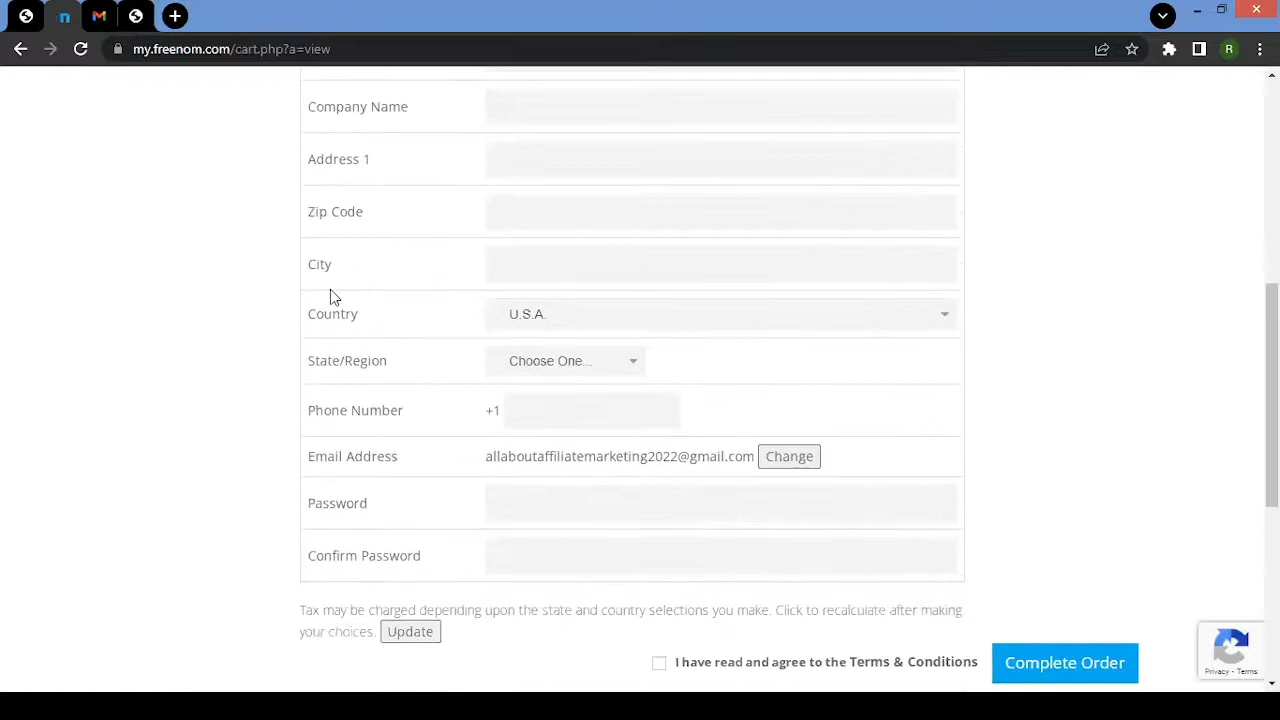 my.freenom.com/cart.php?a=view
R
Company Name
Address 1
Zip Code
City
Country U.S.A.
State/Region Choose One...
Phone Number +1
Email Address allaboutaffiliatemarketing2022@gmail.com Change
Password
Confirm Password
Tax may be charged depending upon the state and country selections you make. Click to recalculate after making
your choices. Update
I have read and agree to the Terms & Conditions Complete Order
Privacy - Terms